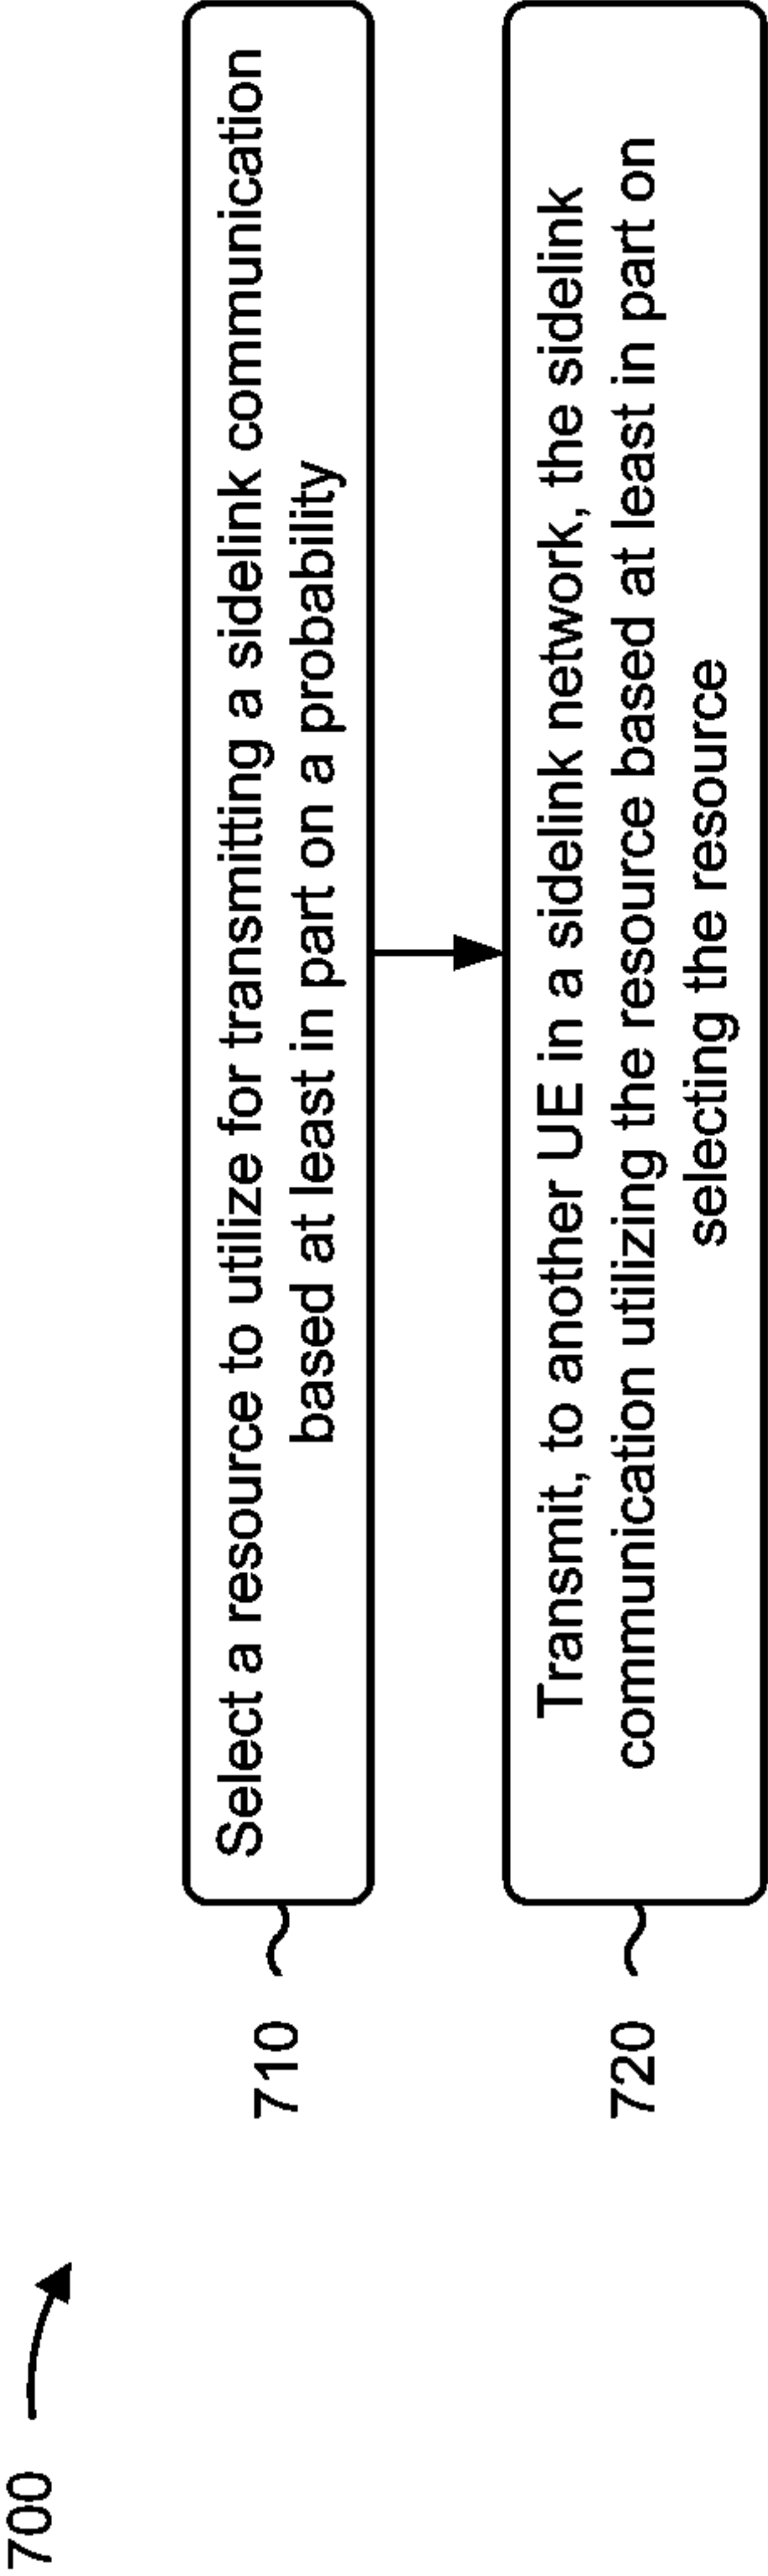 700
710
Select a resource to utilize for transmitting a sidelink communication
based at least in part on a probability
720
Transmit, to another UE in a sidelink network, the sidelink
communication utilizing the resource based at least in part on
selecting the resource